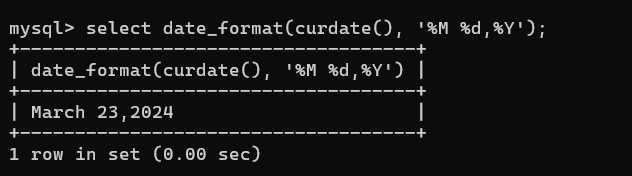 mysql> select date_format(curdate(), '%M %d,%Y');
+------------------------------------+
| date_format(curdate(), '%M %d,%Y') |
+------------------------------------+
| March 23,2024                      |
+------------------------------------+
1 row in set (0.00 sec)